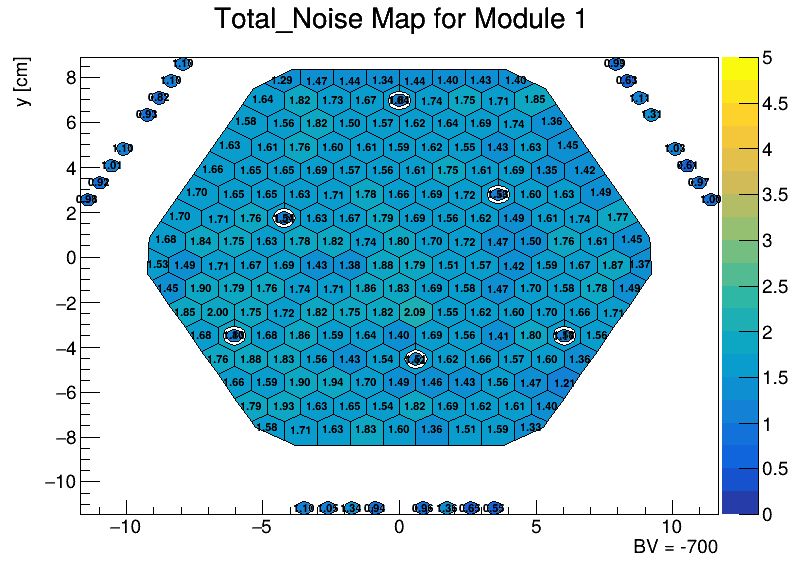 Total_Noise Map for Module 1
y [cm]
8
6
4
2
0
−2
−4
−6
−8
−10
1.29 1.47 1.44 1.34 1.44 1.40 1.43 1.40
1.64 1.82 1.73 1.67 1.74 1.75 1.71 1.85
1.58 1.56 1.82 1.50 1.57 1.62 1.64 1.69 1.74 1.36
1.63 1.61 1.76 1.60 1.61 1.59 1.62 1.55 1.43 1.63 1.45
1.66 1.65 1.65 1.71 1.56 1.62 1.61 1.75 1.61 1.69 1.35 1.42
1.70 1.65 1.65 1.63 1.71 1.78 1.66 1.69 1.72 1.42 1.63 1.49
1.70 1.71 1.76 1.63 1.67 1.79 1.69 1.56 1.62 1.49 1.61 1.74 1.77
1.68 1.84 1.75 1.63 1.78 1.82 1.74 1.80 1.70 1.72 1.47 1.50 1.76 1.61 1.45
1.53 1.49 1.71 1.67 1.69 1.43 1.38 1.88 1.79 1.51 1.57 1.42 1.59 1.67 1.87 1.37
1.45 1.90 1.79 1.76 1.74 1.71 1.86 1.83 1.69 1.68 1.47 1.70 1.58 1.78 1.49
1.85 2.00 1.75 1.72 1.82 1.75 1.82 2.09 1.55 1.62 1.60 1.70 1.66 1.71
1.68 1.68 1.86 1.59 1.64 1.40 1.69 1.56 1.41 1.80 1.56
1.76 1.88 1.83 1.56 1.43 1.54 1.62 1.66 1.57 1.60 1.70 1.36
1.66 1.59 1.90 1.94 1.70 1.49 1.46 1.43 1.56 1.47 1.21
1.79 1.93 1.63 1.65 1.54 1.82 1.69 1.62 1.61 1.40
1.58 1.71 1.63 1.83 1.60 1.36 1.51 1.59 1.33
−10 −5 0 5 10
5
4.5
4
3.5
3
2.5
2
1.5
1
0.5
0
BV = -700